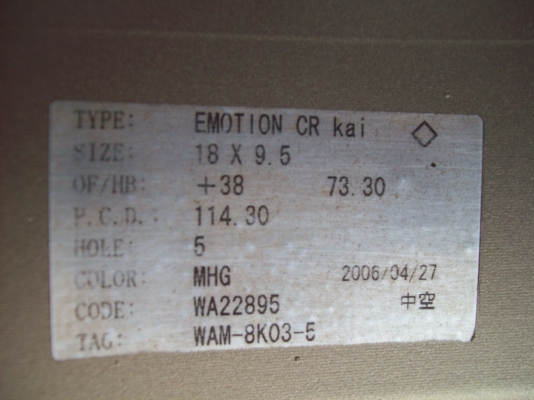 TYPE: EMOTION CR kai ◇
SIZE: 18 X 9.5
OF/HB: +38 73.30
P.C.D.: 114.30
HOLE: 5
COLOR: MHG 2006/04/27
CODE: WA22895 中空
TAG: WAM-8K03-5